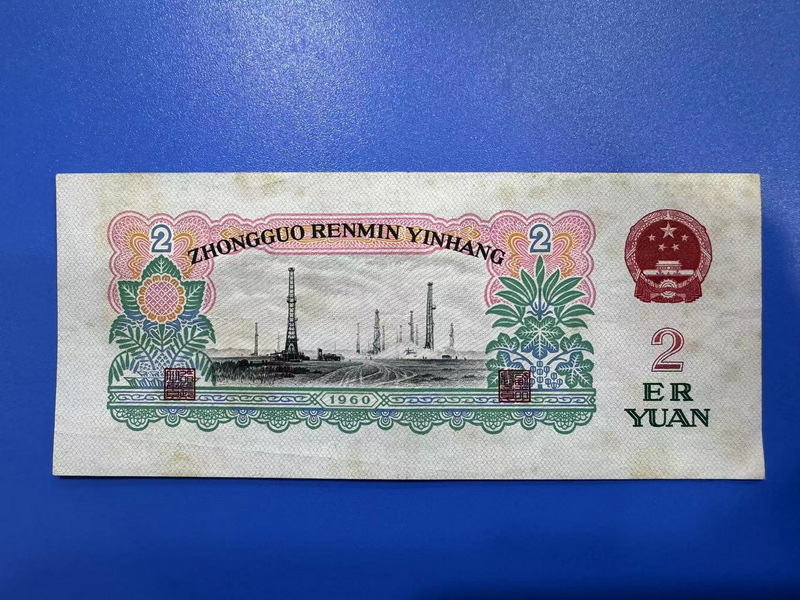 2
ZHONGGUO RENMIN YINHANG
2
1960
2
ER
YUAN